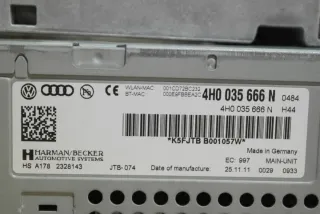 WLAN-MAC 001CD72BC232
BT-MAC 4H0 035 666 N 0484
4H0 035 666 N H44
*K5FJTB B001057W*
HARMAN/BECKER Made in Germany
AUTOMOTIVE SYSTEMS EC: 997 MAIN-UNIT
HS A178 2328143 JTB-074 Date of manufacture: 25.11.11 0029 0933